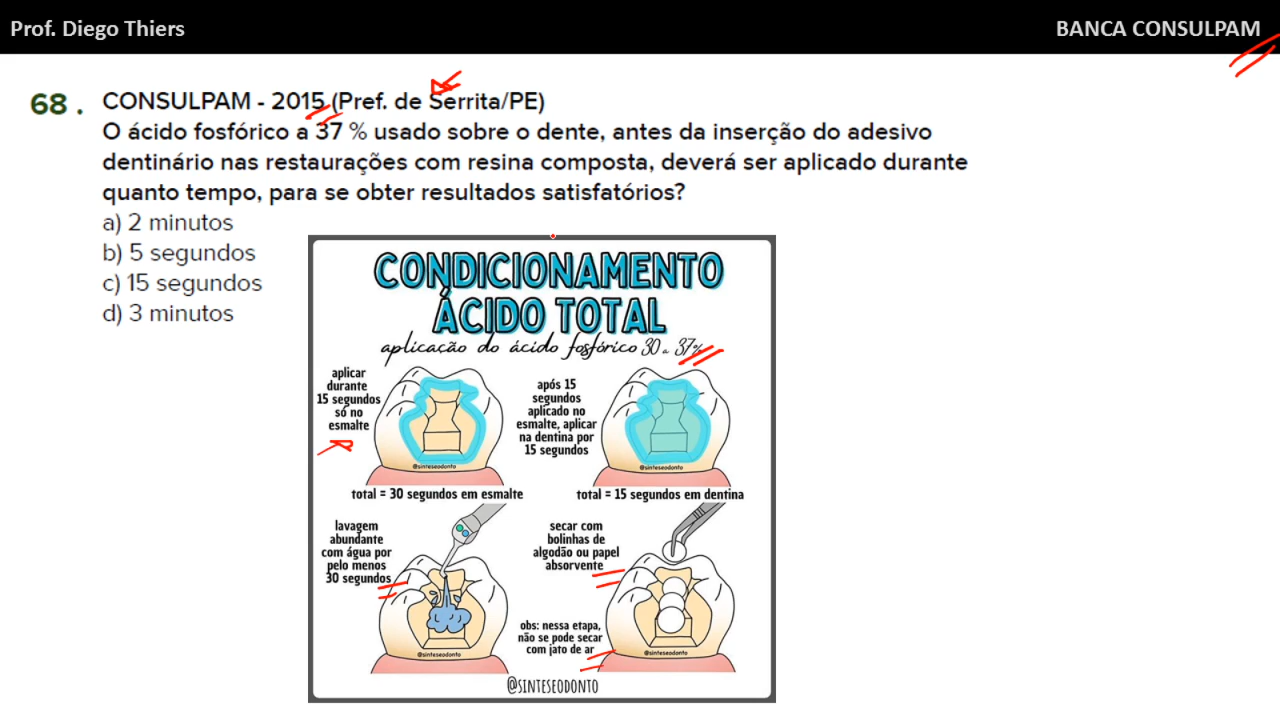 Prof. Diego Thiers
BANCA CONSULPAM
68 .
CONSULPAM - 2015 (Pref. de Serrita/PE)
O ácido fosfórico a 37 % usado sobre o dente, antes da inserção do adesivo
dentinário nas restaurações com resina composta, deverá ser aplicado durante
quanto tempo, para se obter resultados satisfatórios?
a) 2 minutos
b) 5 segundos
c) 15 segundos
d) 3 minutos
CONDICIONAMENTO
ÁCIDO TOTAL
aplicação do ácido fosfórico 30 a 37%
aplicar
durante
15 segundos
só no
esmalte
@sinteseodonto
total = 30 segundos em esmalte
após 15
segundos
aplicado no
esmalte, aplicar
na dentina por
15 segundos
@sinteseodonto
total = 15 segundos em dentina
lavagem
abundante
com água por
pelo menos
30 segundos
@sinteseodonto
secar com
bolinhas de
algodão ou papel
absorvente
obs: nessa etapa,
não se pode secar
com jato de ar
@sinteseodonto
@SINTESEODONTO